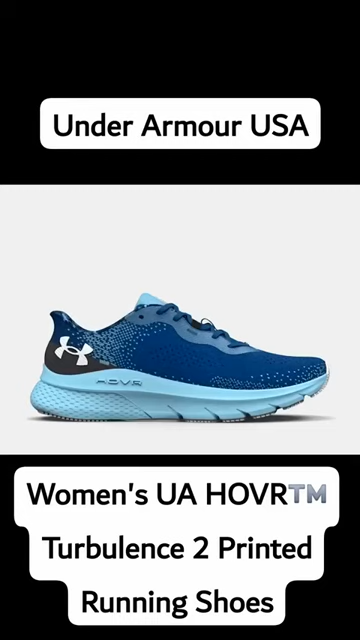 Under Armour USA
HOVR
Women's UA HOVR™
Turbulence 2 Printed
Running Shoes